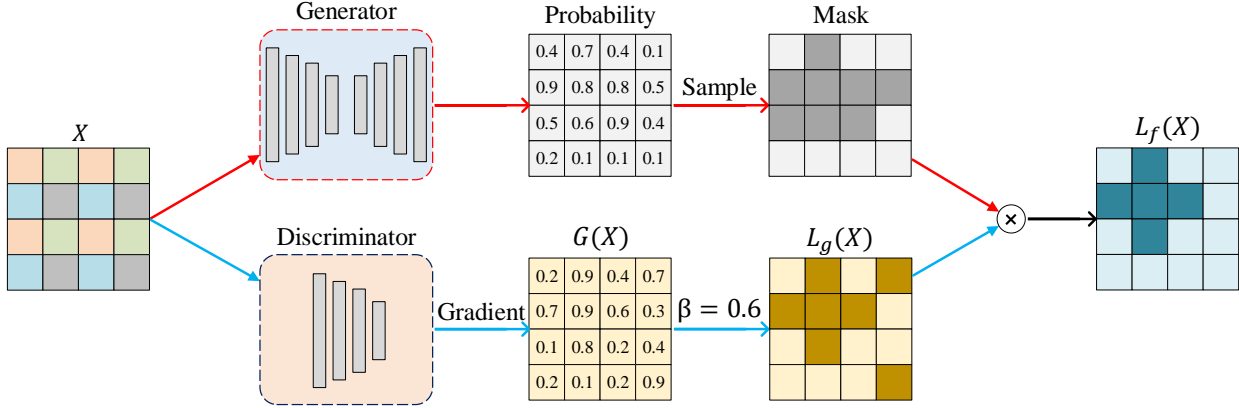 Generator
Probability
Mask
0.4 0.7 0.4 0.1
0.9 0.8 0.8 0.5
0.5 0.6 0.9 0.4
0.2 0.1 0.1 0.1
Sample
X
L_f(X)
×
Discriminator
G(X)
L_g(X)
Gradient
0.2 0.9 0.4 0.7
0.7 0.9 0.6 0.3
0.1 0.8 0.2 0.4
0.2 0.1 0.2 0.9
β = 0.6